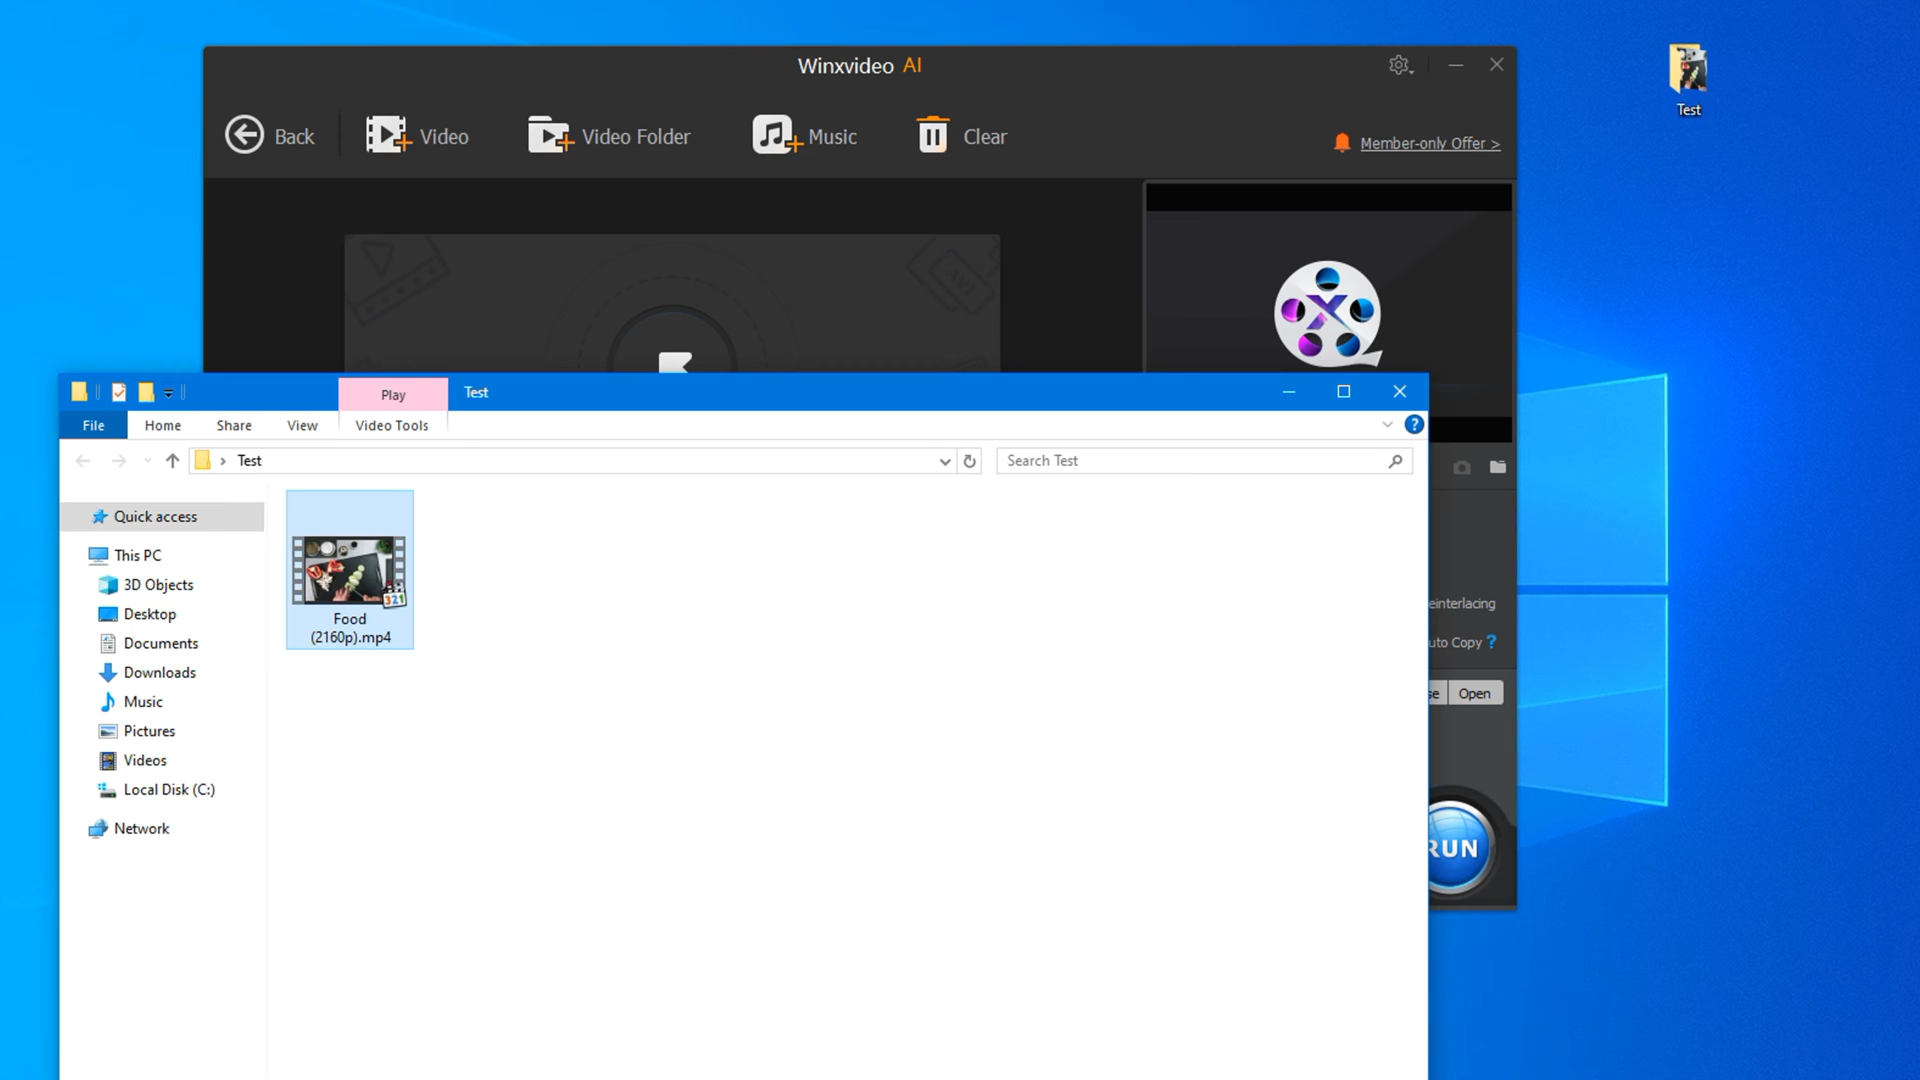 Winxvideo AI
Test
Back
Video
Video Folder
Music
Clear
Member-only Offer >
Play
Test
File
Home
Share
View
Video Tools
Test
Search Test
Quick access
This PC
3D Objects
Desktop
Documents
Downloads
Music
Pictures
Videos
Local Disk (C:)
Network
321
Food
(2160p).mp4
einterlacing
uto Copy ?
se
Open
RUN